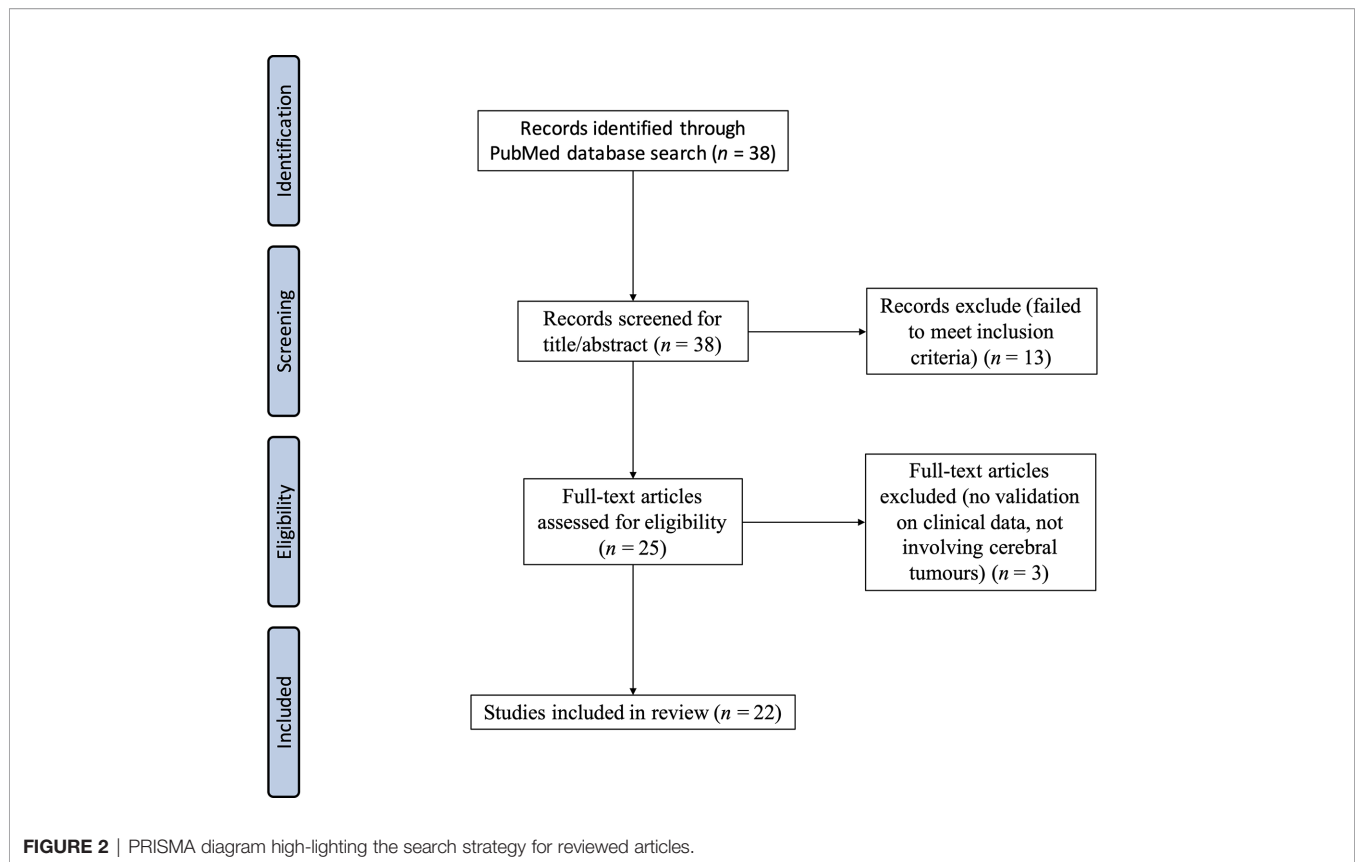 Identification
Records identified through
PubMed database search (n = 38)
Screening
Records screened for
title/abstract (n = 38)
Records exclude (failed
to meet inclusion
criteria) (n = 13)
Eligibility
Full-text articles
assessed for eligibility
(n = 25)
Full-text articles
excluded (no validation
on clinical data, not
involving cerebral
tumours) (n = 3)
Included
Studies included in review (n = 22)
FIGURE 2 | PRISMA diagram high-lighting the search strategy for reviewed articles.